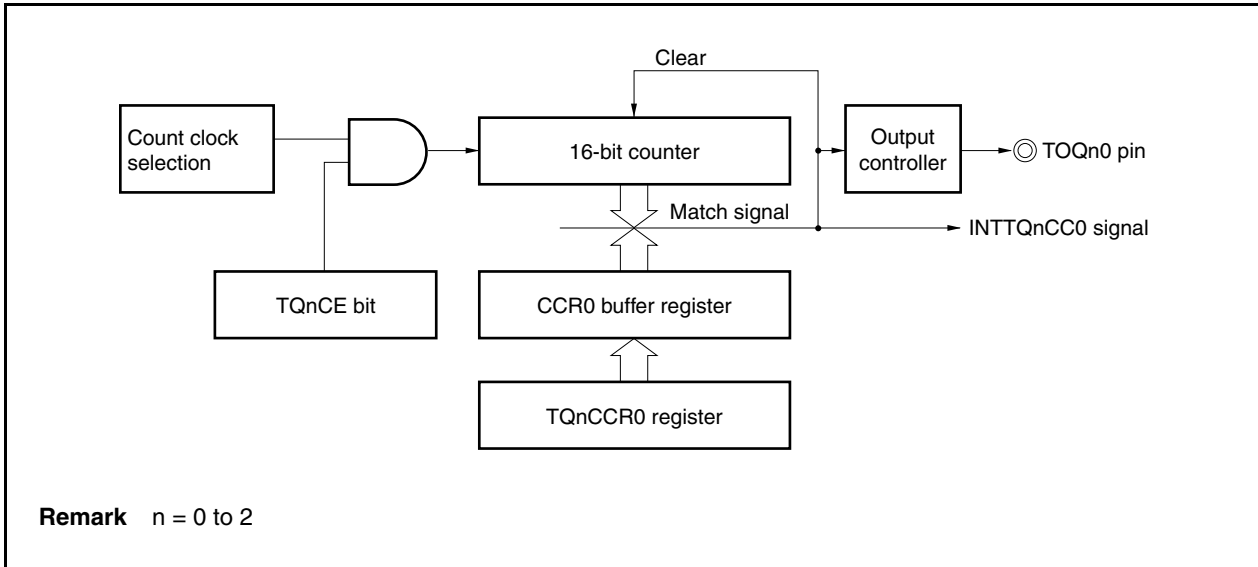 Clear
Count clock
selection
16-bit counter
Output
controller
TOQn0 pin
Match signal
INTTQnCC0 signal
TQnCE bit
CCR0 buffer register
TQnCCR0 register
Remark n = 0 to 2